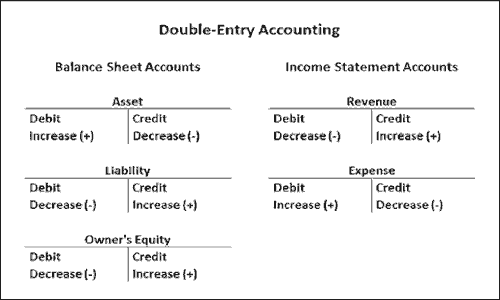 Double-Entry Accounting
Balance Sheet Accounts
Asset
Debit Credit
Increase (+) Decrease (-)
Liability
Debit Credit
Decrease (-) Increase (+)
Owner's Equity
Debit Credit
Decrease (-) Increase (+)
Income Statement Accounts
Revenue
Debit Credit
Decrease (-) Increase (+)
Expense
Debit Credit
Increase (+) Decrease (-)